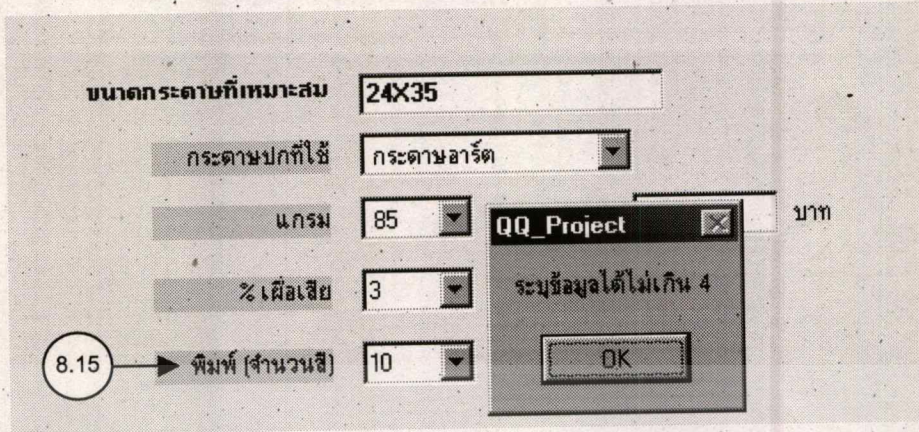 ขนาดกระดาษที่เหมาะสม 24X35
กระดาษปกที่ใช้ กระดาษอาร์ต
แกรม 85 บาท
QQ_Project
% เผื่อเสีย 3
ระบุข้อมูลได้ไม่เกิน 4
8.15 พิมพ์ (จำนวนสี) 10
OK